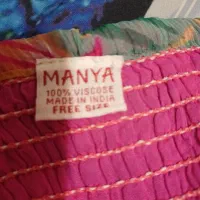 MANYA
100% VISCOSE
MADE IN INDIA
FREE SIZE